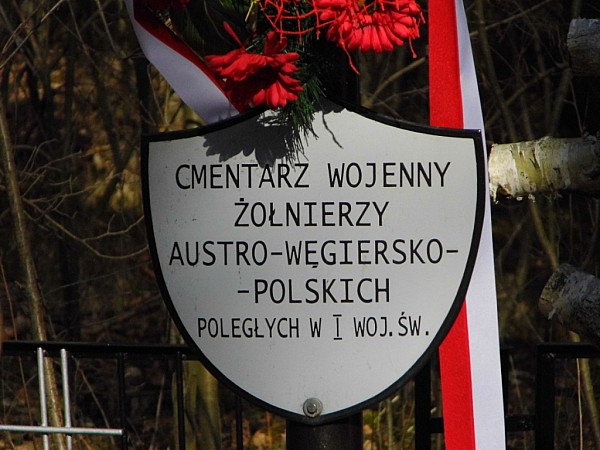 CMENTARZ WOJENNY
ŻOŁNIERZY
AUSTRO-WĘGIERSKO-
-POLSKICH
POLEGŁYCH W I WOJ.ŚW.